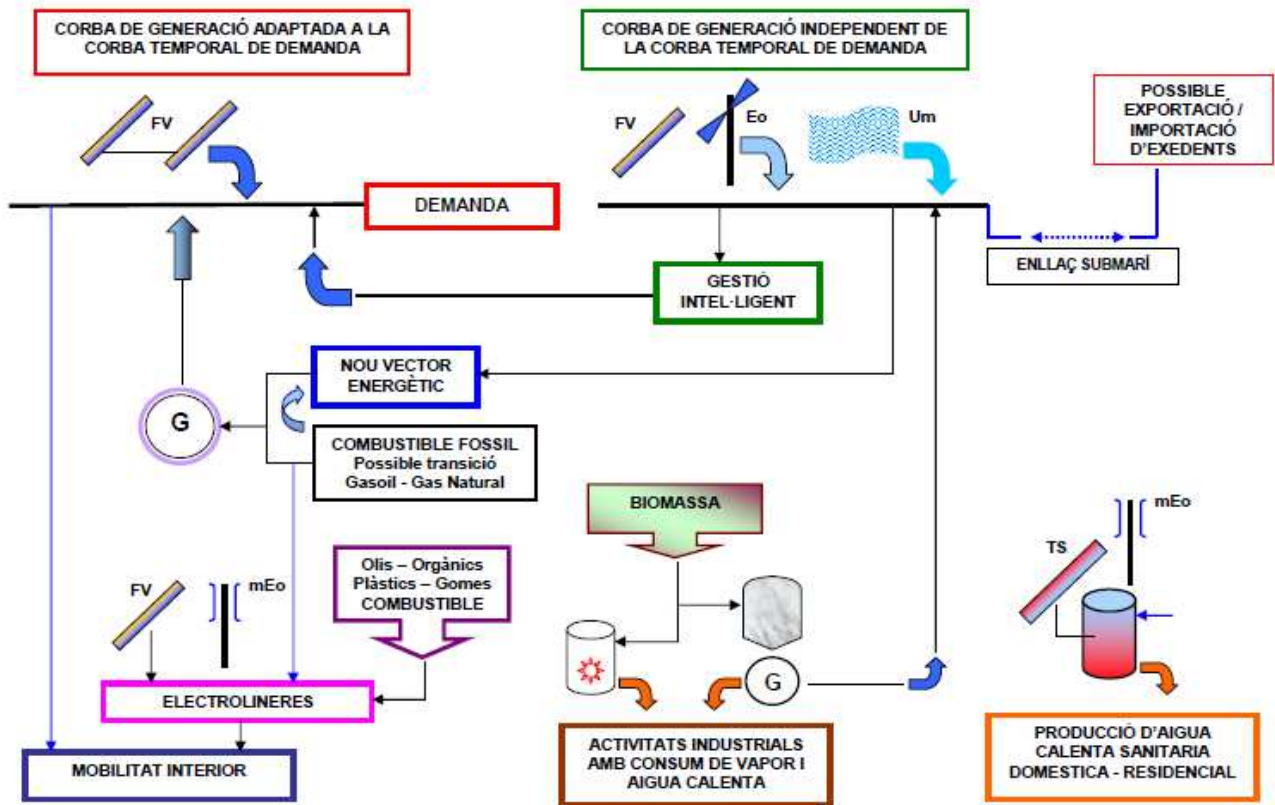 CORBA DE GENERACIÓ ADAPTADA A LA
CORBA TEMPORAL DE DEMANDA
CORBA DE GENERACIÓ INDEPENDENT DE
LA CORBA TEMPORAL DE DEMANDA
POSSIBLE
EXPORTACIÓ /
IMPORTACIÓ
D'EXEDENTS
FV
FV
Eo
Um
DEMANDA
ENLLAÇ SUBMARÍ
GESTIÓ
INTEL·LIGENT
NOU VECTOR
ENERGÈTIC
G
COMBUSTIBLE FOSSIL
Possible transició
Gasoil - Gas Natural
BIOMASSA
mEo
TS
Olis – Orgànics
Plàstics – Gomes
COMBUSTIBLE
FV
mEo
G
ELECTROLINERES
MOBILITAT INTERIOR
ACTIVITATS INDUSTRIALS
AMB CONSUM DE VAPOR I
AIGUA CALENTA
PRODUCCIÓ D'AIGUA
CALENTA SANITARIA
DOMESTICA - RESIDENCIAL